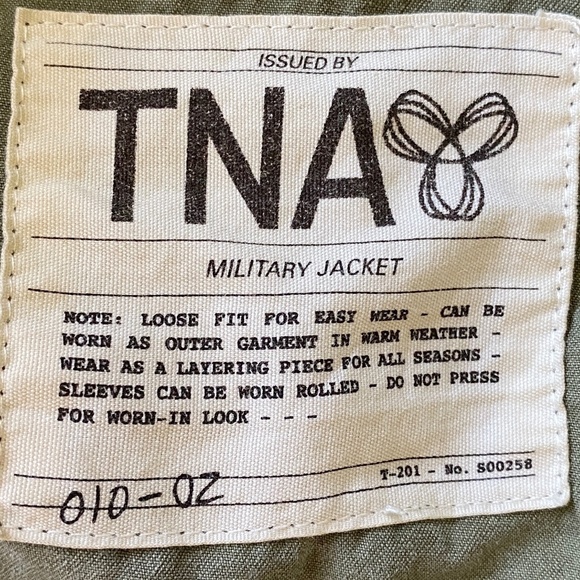 ISSUED BY
TNA
MILITARY JACKET
NOTE: LOOSE FIT FOR EASY WEAR - CAN BE
WORN AS OUTER GARMENT IN WARM WEATHER -
WEAR AS A LAYERING PIECE FOR ALL SEASONS -
SLEEVES CAN BE WORN ROLLED - DO NOT PRESS
FOR WORN-IN LOOK - - -
T-201 - No. S00258
010-02